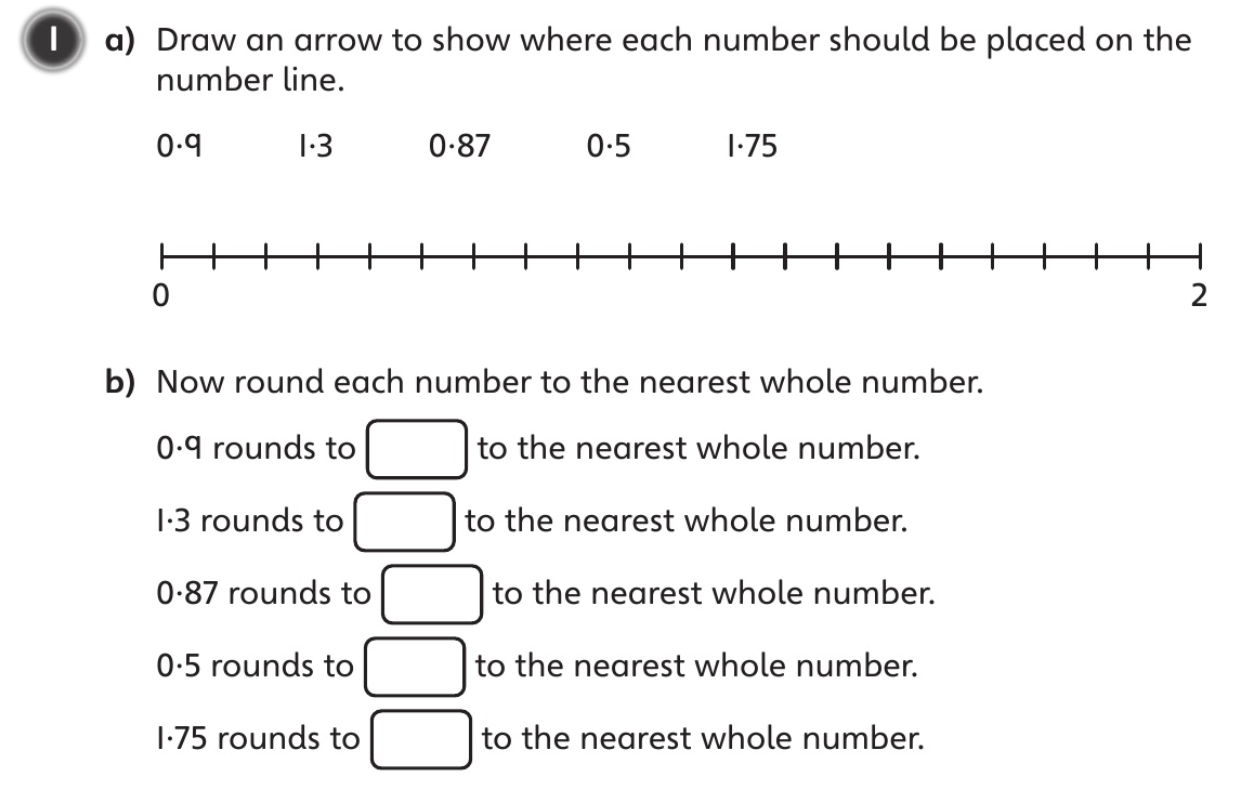 1 a) Draw an arrow to show where each number should be placed on the
number line.
0·9 1·3 0·87 0·5 1·75
0 2
b) Now round each number to the nearest whole number.
0·9 rounds to to the nearest whole number.
1·3 rounds to to the nearest whole number.
0·87 rounds to to the nearest whole number.
0·5 rounds to to the nearest whole number.
1·75 rounds to to the nearest whole number.